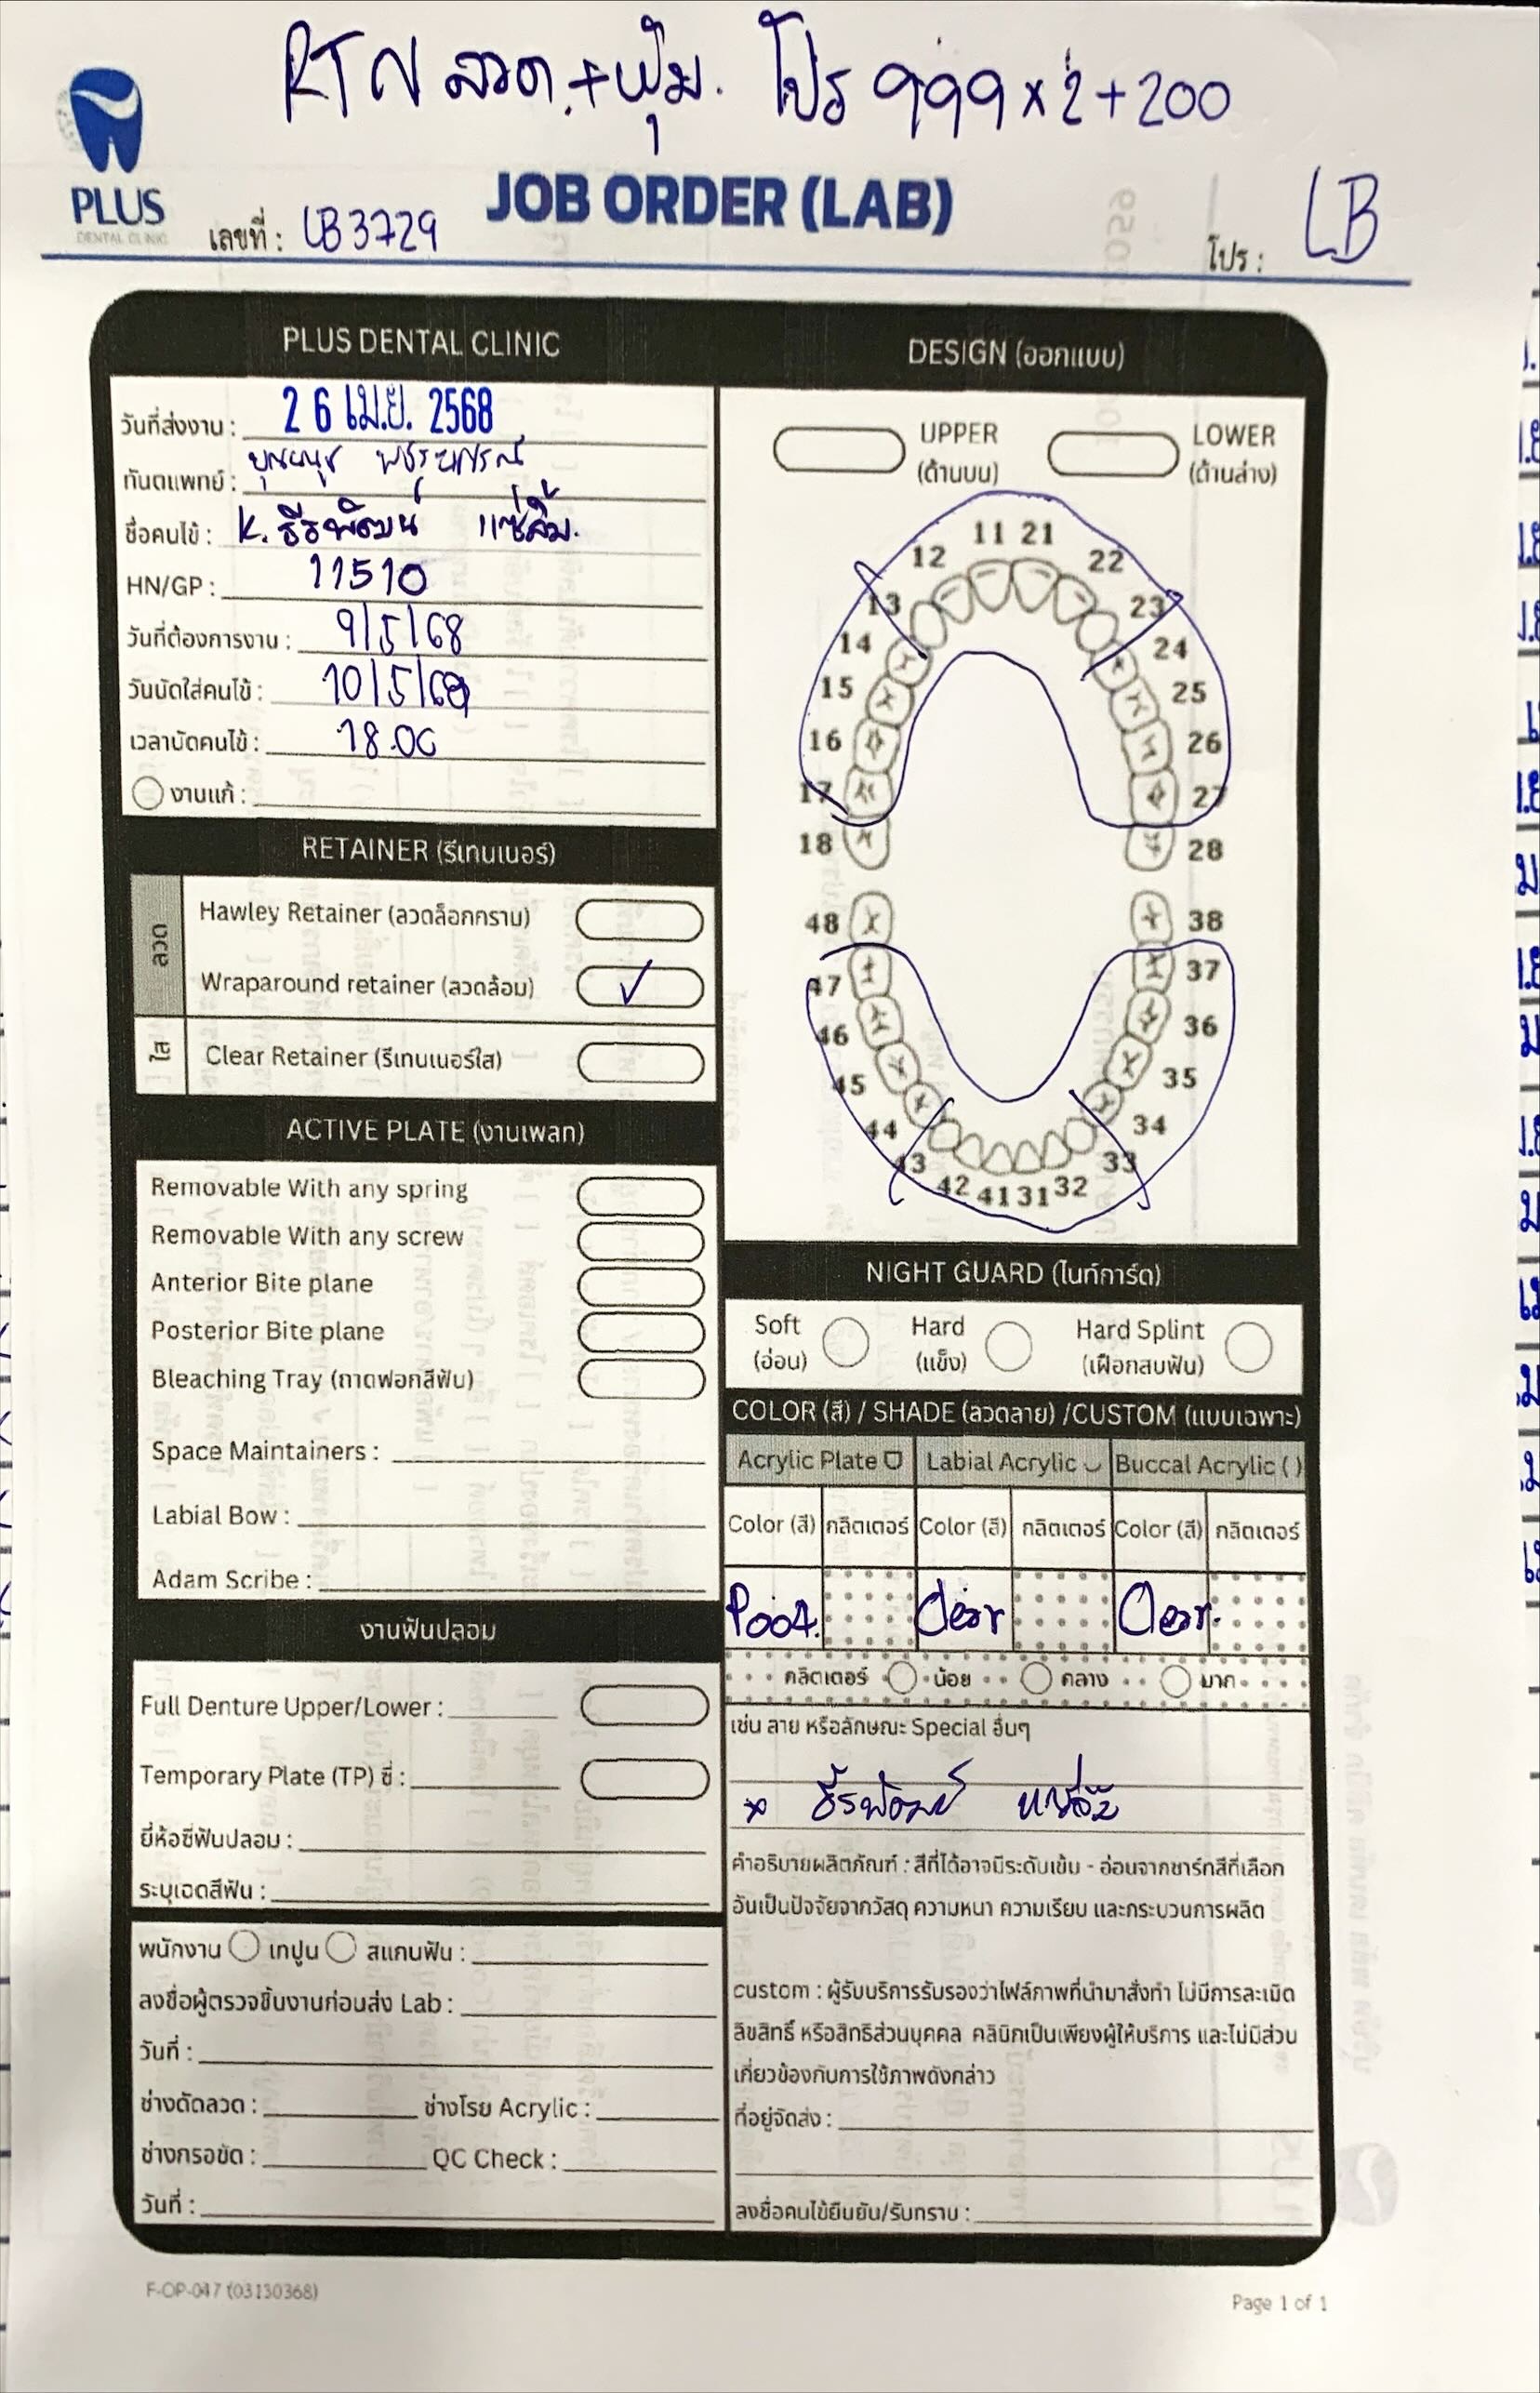 RTN ลวด.+ฟุ้ม. โปร 999x2+200
PLUS
DENTAL CLINIC
JOB ORDER (LAB)
เลขที่ : LB3729
โปร : LB
PLUS DENTAL CLINIC
วันที่ส่งงาน : 26 เม.ย. 2568
ทันตแพทย์ :
ชื่อคนไข้ : K. ธีรพัฒน์ แซ่ลิ้ม.
HN/GP : 11510
วันที่ต้องการงาน : 9/5/68
วันนัดใส่คนไข้ : 10/5/68
เวลานัดคนไข้ : 18.00
งานแก้ :
RETAINER (รีเทนเนอร์)
ลวด
Hawley Retainer (ลวดล็อกกราบ)
Wraparound retainer (ลวดล้อม) ✓
ใส
Clear Retainer (รีเทนเนอร์ใส)
ACTIVE PLATE (งานเพลท)
Removable With any spring
Removable With any screw
Anterior Bite plane
Posterior Bite plane
Bleaching Tray (ถาดฟอกสีฟัน)
Space Maintainers :
Labial Bow :
Adam Scribe :
งานฟันปลอม
Full Denture Upper/Lower :
Temporary Plate (TP) ซี่ :
ยี่ห้อซี่ฟันปลอม :
ระบุเฉดสีฟัน :
พนักงาน เทปูน สแกนฟัน :
ลงชื่อผู้ตรวจชิ้นงานก่อนส่ง Lab :
วันที่ :
ช่างดัดลวด : ช่างโรย Acrylic :
ช่างกรอขัด : QC Check :
วันที่ :
DESIGN (ออกแบบ)
UPPER LOWER
(ด้านบน) (ด้านล่าง)
11 21
12 22
13 23
14 24
15 25
16 26
17 27
18 28
48 38
47 37
46 36
45 35
44 34
43 33
42 41 31 32
NIGHT GUARD (ไนท์การ์ด)
Soft Hard Hard Splint
(อ่อน) (แข็ง) (เฝือกสบฟัน)
COLOR (สี) / SHADE (ลวดลาย) /CUSTOM (แบบเฉพาะ)
Acrylic Plate Labial Acrylic Buccal Acrylic ( )
Color (สี) กลิตเตอร์ Color (สี) กลิตเตอร์ Color (สี) กลิตเตอร์
P004. Clear Clear.
กลิตเตอร์ น้อย กลาง มาก
เช่น ลาย หรือลักษณะ Special อื่นๆ
* ธีรพัฒน์ แซ่ลิ้ม
คำอธิบายผลิตภัณฑ์ : สีที่ได้อาจมีระดับเข้ม - อ่อนจากชาร์ทสีที่เลือก
อันเป็นปัจจัยจากวัสดุ ความหนา ความเรียบ และกระบวนการผลิต
custom : ผู้รับบริการรับรองว่าไฟล์ภาพที่นำมาสั่งทำ ไม่มีการละเมิด
ลิขสิทธิ์ หรือสิทธิส่วนบุคคล คลินิกเป็นเพียงผู้ให้บริการ และไม่มีส่วน
เกี่ยวข้องกับการใช้ภาพดังกล่าว
ที่อยู่จัดส่ง :
ลงชื่อคนไข้ยืนยัน/รับทราบ :
F-OP-047 (03130368)
Page 1 of 1